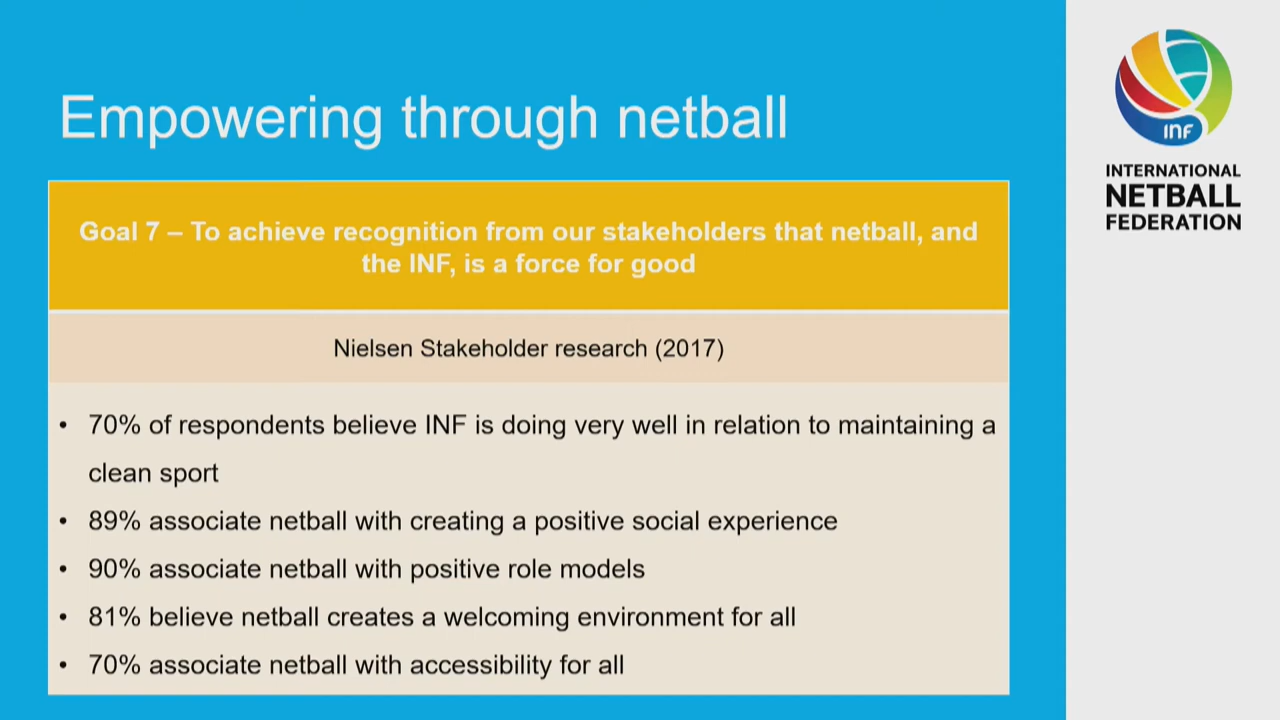 Empowering through netball
Goal 7 – To achieve recognition from our stakeholders that netball, and
the INF, is a force for good
Nielsen Stakeholder research (2017)
• 70% of respondents believe INF is doing very well in relation to maintaining a
clean sport
• 89% associate netball with creating a positive social experience
• 90% associate netball with positive role models
• 81% believe netball creates a welcoming environment for all
• 70% associate netball with accessibility for all
INF
INTERNATIONAL
NETBALL
FEDERATION